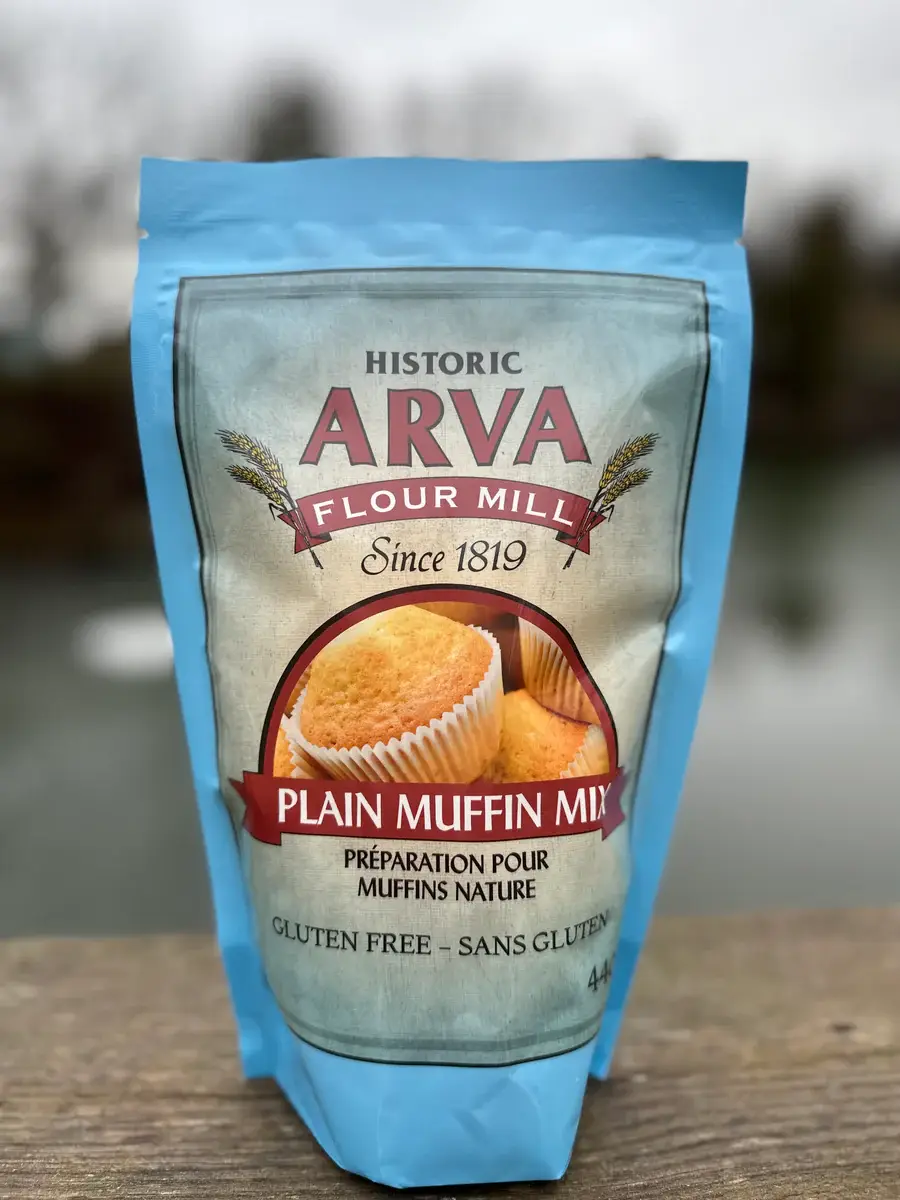 HISTORIC
ARVA
FLOUR MILL
Since 1819
PLAIN MUFFIN MIX
PRÉPARATION POUR
MUFFINS NATURE
GLUTEN FREE – SANS GLUTEN